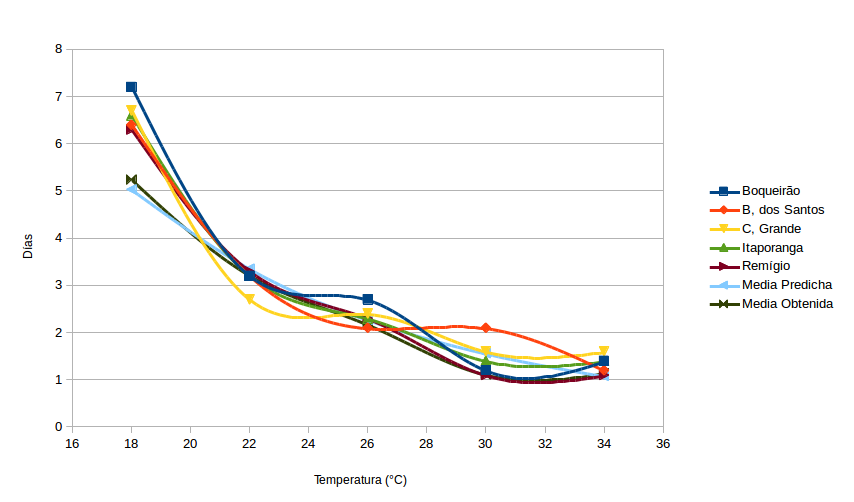 8
7
6
5
4
3
2
1
0
Días
16 18 20 22 24 26 28 30 32 34 36
Temperatura (°C)
Boqueirão
B, dos Santos
C, Grande
Itaporanga
Remígio
Media Predicha
Media Obtenida